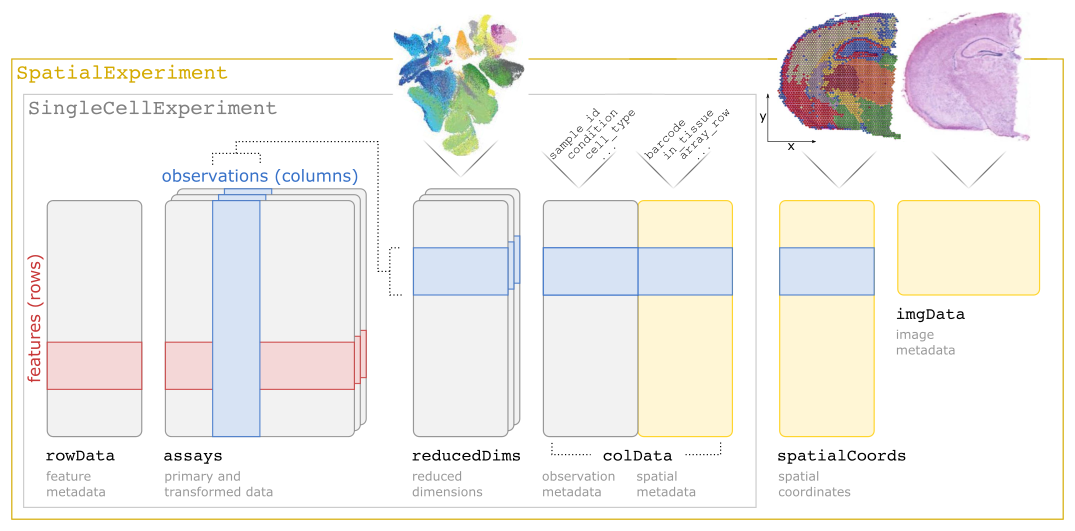 SpatialExperiment
SingleCellExperiment
sample_id
condition
cell_type
...
barcode
in_tissue
array_row
...
y
x
observations (columns)
features (rows)
rowData
feature
metadata
assays
primary and
transformed data
reducedDims
reduced
dimensions
colData
observation
metadata
spatial
metadata
spatialCoords
spatial
coordinates
imgData
image
metadata